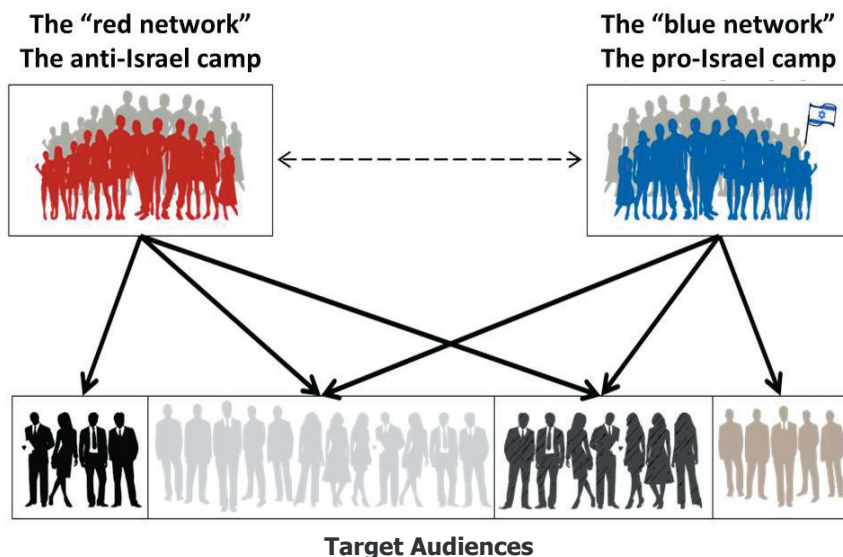 The “red network”
The anti-Israel camp
The “blue network”
The pro-Israel camp
Target Audiences